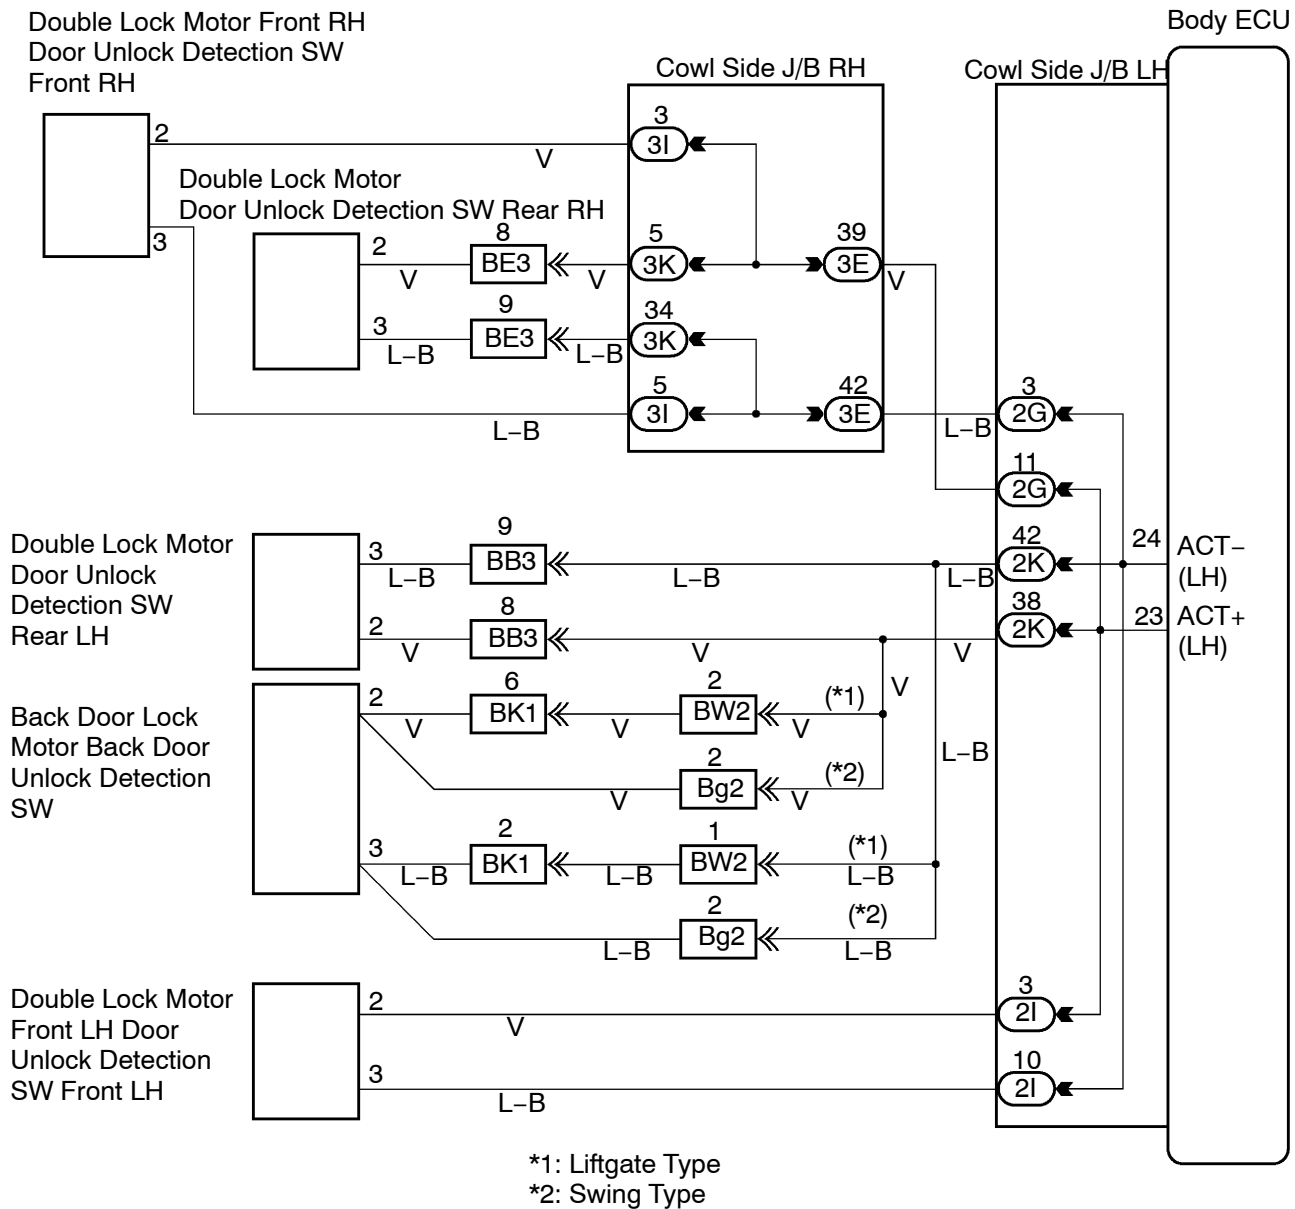 Double Lock Motor Front RH
Door Unlock Detection SW
Front RH
Body ECU
Cowl Side J/B RH
Cowl Side J/B LH
2
V
3
3I
Double Lock Motor
Door Unlock Detection SW Rear RH
3
2
V
8
BE3
V
5
3K
39
3E
V
3
L−B
9
BE3
L−B
34
3K
L−B
5
3I
42
3E
L−B
3
2G
11
2G
Double Lock Motor
Door Unlock
Detection SW
Rear LH
3
L−B
9
BB3
L−B
L−B
42
2K
24
ACT−
(LH)
2
V
8
BB3
V
V
38
2K
23
ACT+
(LH)
Back Door Lock
Motor Back Door
Unlock Detection
SW
2
V
6
BK1
V
2
BW2
V
(*1)
V
V
2
Bg2
V
(*2)
L−B
3
L−B
2
BK1
L−B
1
BW2
(*1)
L−B
L−B
2
Bg2
(*2)
L−B
Double Lock Motor
Front LH Door
Unlock Detection
SW Front LH
2
V
3
2I
3
L−B
10
2I
*1: Liftgate Type
*2: Swing Type